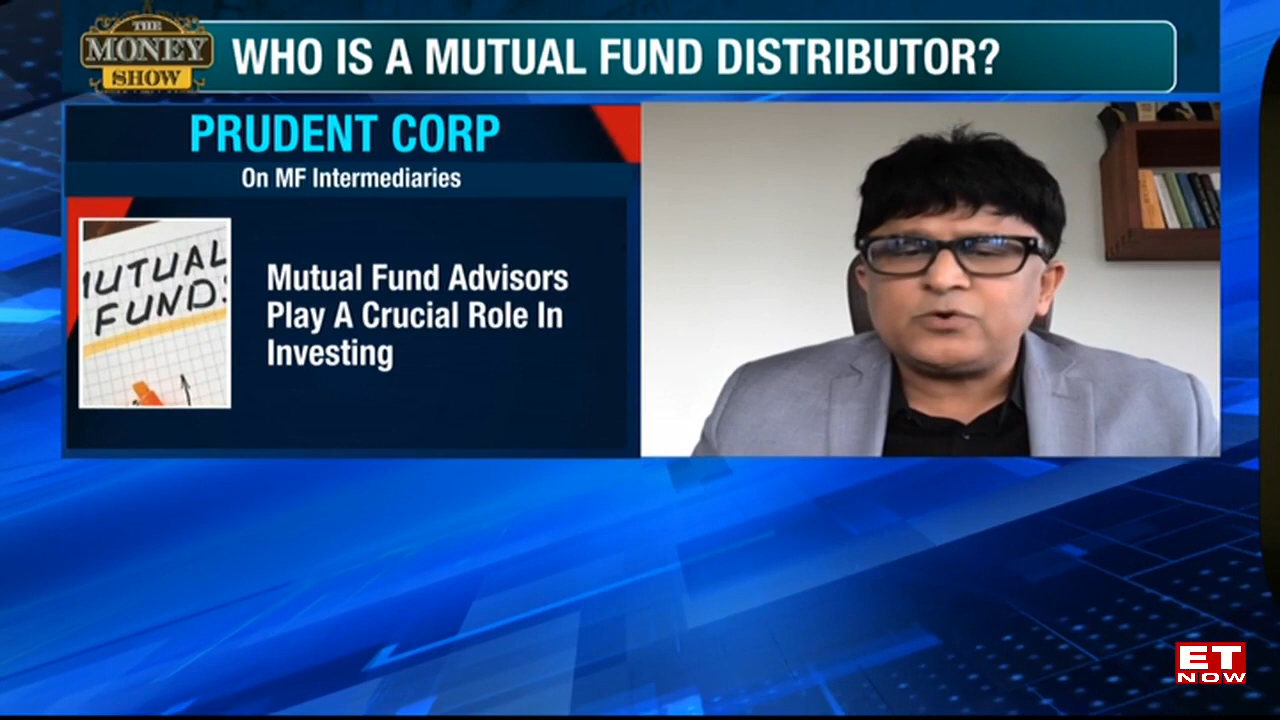 THE
MONEY
SHOW
WHO IS A MUTUAL FUND DISTRIBUTOR?
PRUDENT CORP
On MF Intermediaries
MUTUAL
FUND
Mutual Fund Advisors
Play A Crucial Role In
Investing
ET
NOW